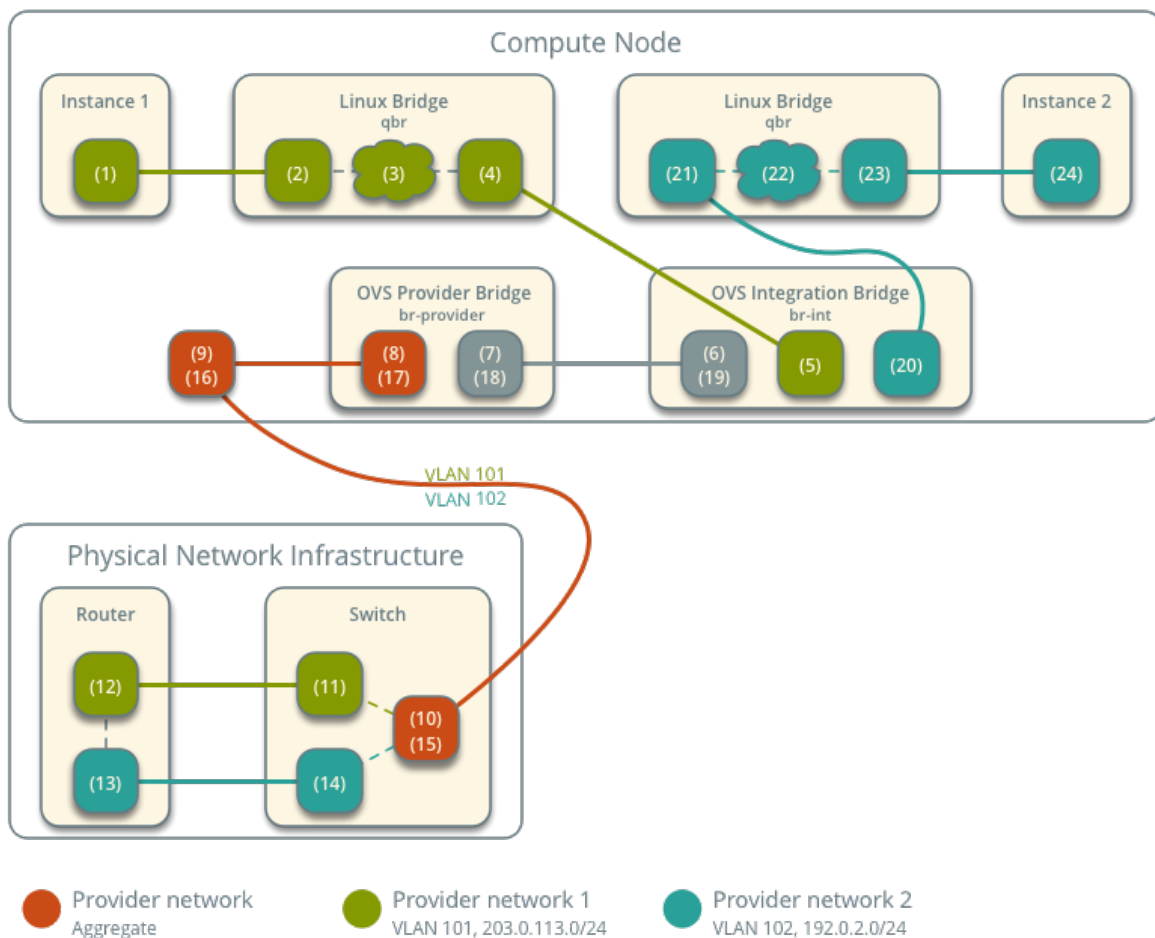 Compute Node
Instance 1
(1)
Linux Bridge
qbr
(2)
(3)
(4)
Linux Bridge
qbr
(21)
(22)
(23)
Instance 2
(24)
OVS Provider Bridge
br-provider
(9)
(16)
(8)
(17)
(7)
(18)
OVS Integration Bridge
br-int
(6)
(19)
(5)
(20)
VLAN 101
VLAN 102
Physical Network Infrastructure
Router
(12)
(13)
Switch
(11)
(14)
(10)
(15)
Provider network
Aggregate
Provider network 1
VLAN 101, 203.0.113.0/24
Provider network 2
VLAN 102, 192.0.2.0/24